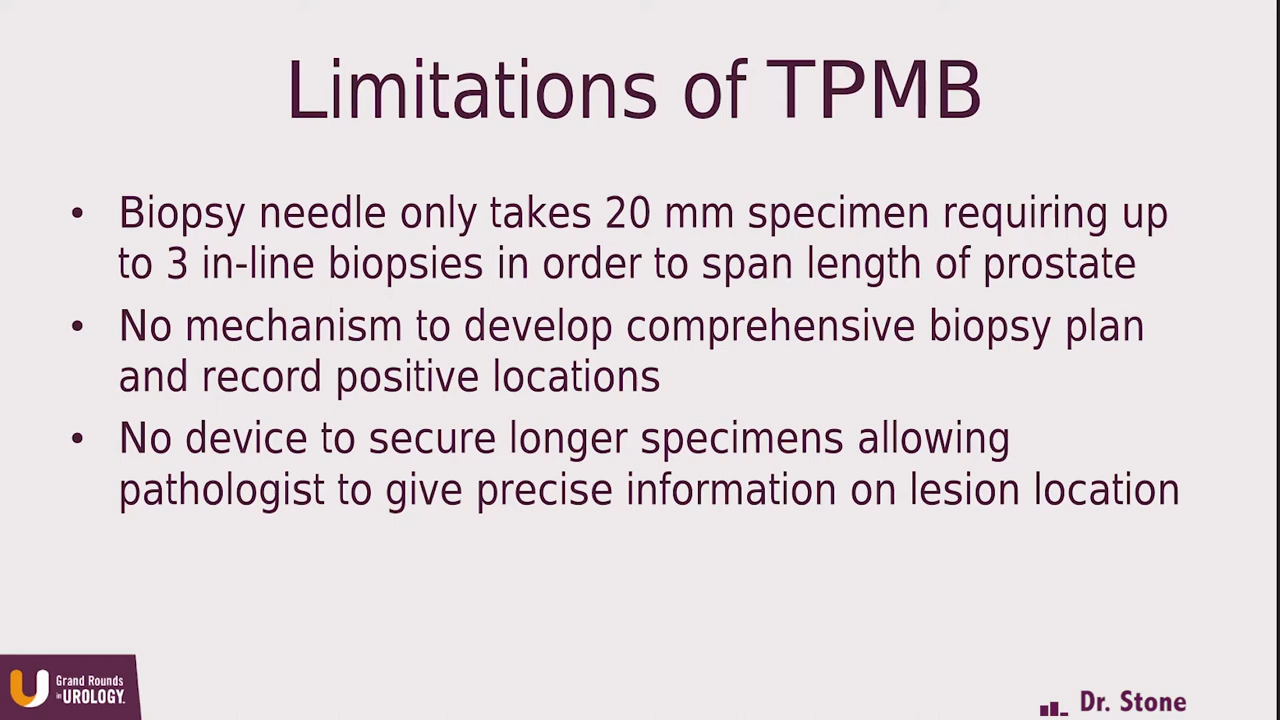 Limitations of TPMB
• Biopsy needle only takes 20 mm specimen requiring up
to 3 in-line biopsies in order to span length of prostate
• No mechanism to develop comprehensive biopsy plan
and record positive locations
• No device to secure longer specimens allowing
pathologist to give precise information on lesion location
Grand Rounds
in UROLOGY.
Dr. Stone